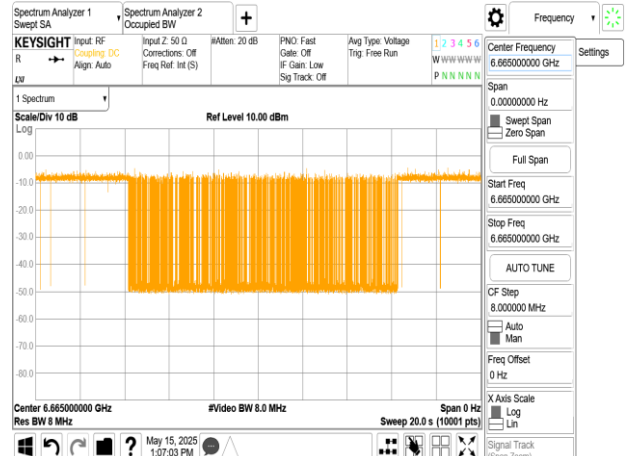 Spectrum Analyzer 1
Swept SA
Spectrum Analyzer 2
Occupied BW
+
Frequency
KEYSIGHT
R
LXI
Input: RF
Coupling: DC
Align: Auto
Input Z: 50 Ω
Corrections: Off
Freq Ref: Int (S)
#Atten: 20 dB
PNO: Fast
Gate: Off
IF Gain: Low
Sig Track: Off
Avg Type: Voltage
Trig: Free Run
1 2 3 4 5 6
W W W W W W
P N N N N N
Center Frequency
6.665000000 GHz
Settings
Span
0.00000000 Hz
Swept Span
Zero Span
Full Span
Start Freq
6.665000000 GHz
Stop Freq
6.665000000 GHz
AUTO TUNE
CF Step
8.000000 MHz
Auto
Man
Freq Offset
0 Hz
X Axis Scale
Log
Lin
Signal Track
(Span Zoom)
1 Spectrum
Scale/Div 10 dB
Ref Level 10.00 dBm
Log
0.00
-10.0
-20.0
-30.0
-40.0
-50.0
-60.0
-70.0
-80.0
Center 6.665000000 GHz
#Video BW 8.0 MHz
Span 0 Hz
Res BW 8 MHz
Sweep 20.0 s (10001 pts)
?
May 15, 2025
1:07:03 PM